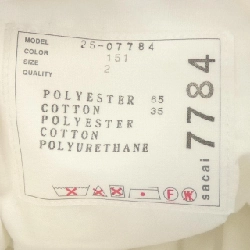 MODEL 25-07784
COLOR 151
SIZE 2
QUALITY
POLYESTER 65
COTTON 35
POLYESTER
COTTON
POLYURETHANE
sacai 7784
F W